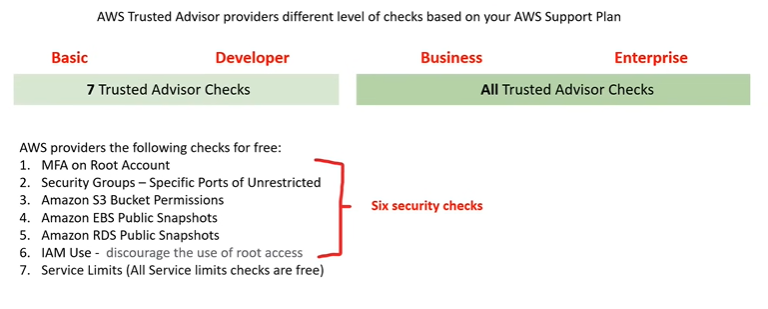 AWS Trusted Advisor providers different level of checks based on your AWS Support Plan
Basic Developer Business Enterprise
7 Trusted Advisor Checks All Trusted Advisor Checks
AWS providers the following checks for free:
1. MFA on Root Account
2. Security Groups – Specific Ports of Unrestricted
3. Amazon S3 Bucket Permissions
4. Amazon EBS Public Snapshots
5. Amazon RDS Public Snapshots
6. IAM Use - discourage the use of root access
7. Service Limits (All Service limits checks are free)
Six security checks